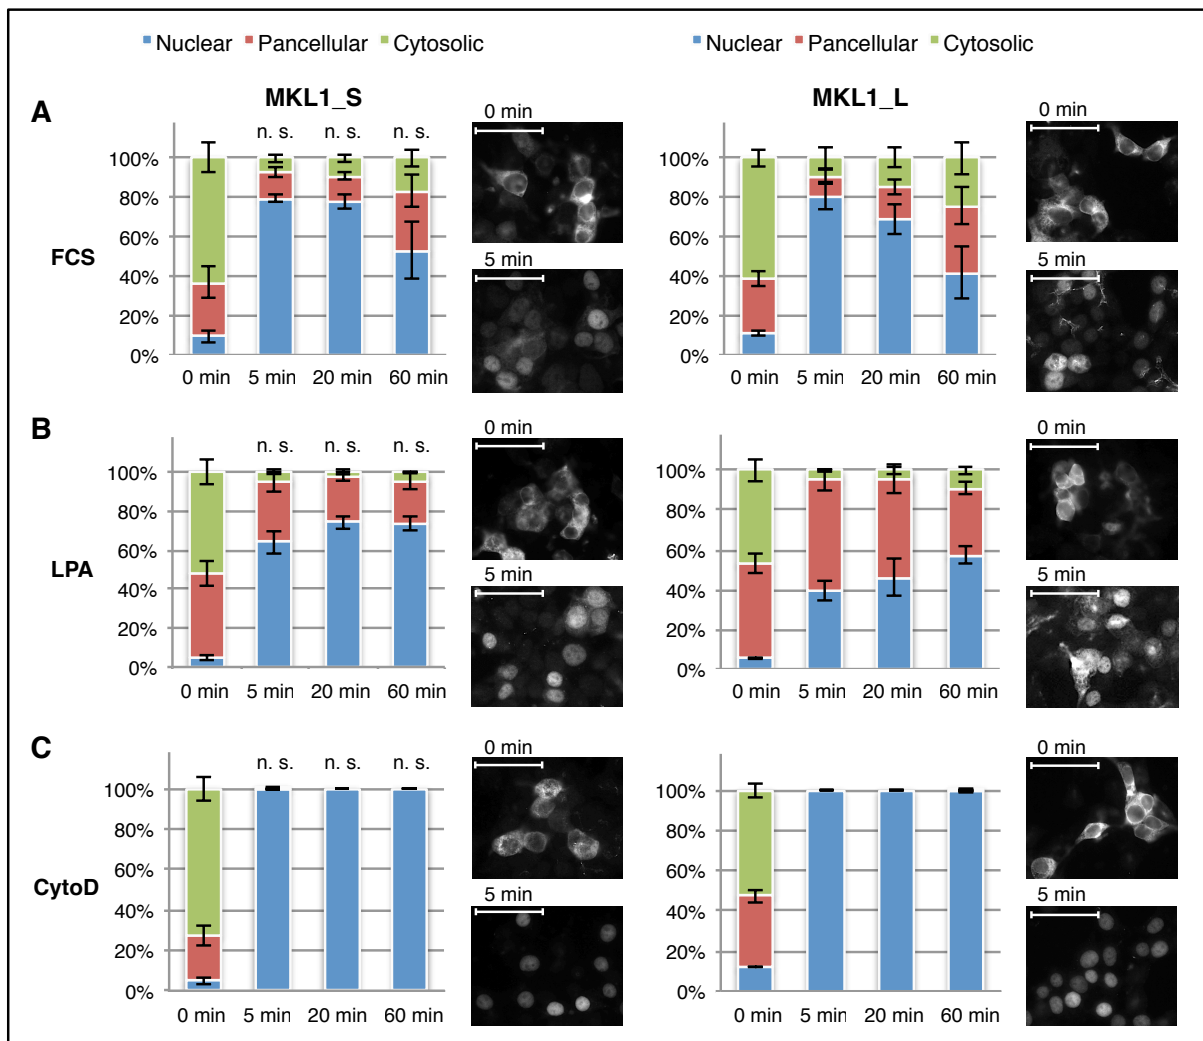 Nuclear Pancellular Cytosolic
Nuclear Pancellular Cytosolic
A
MKL1_S
MKL1_L
FCS
n. s. n. s. n. s.
100%
80%
60%
40%
20%
0%
0 min 5 min 20 min 60 min
0 min
5 min
100%
80%
60%
40%
20%
0%
0 min 5 min 20 min 60 min
0 min
5 min
B
LPA
n. s. n. s. n. s.
100%
80%
60%
40%
20%
0%
0 min 5 min 20 min 60 min
0 min
5 min
100%
80%
60%
40%
20%
0%
0 min 5 min 20 min 60 min
0 min
5 min
C
CytoD
n. s. n. s. n. s.
100%
80%
60%
40%
20%
0%
0 min 5 min 20 min 60 min
0 min
5 min
100%
80%
60%
40%
20%
0%
0 min 5 min 20 min 60 min
0 min
5 min